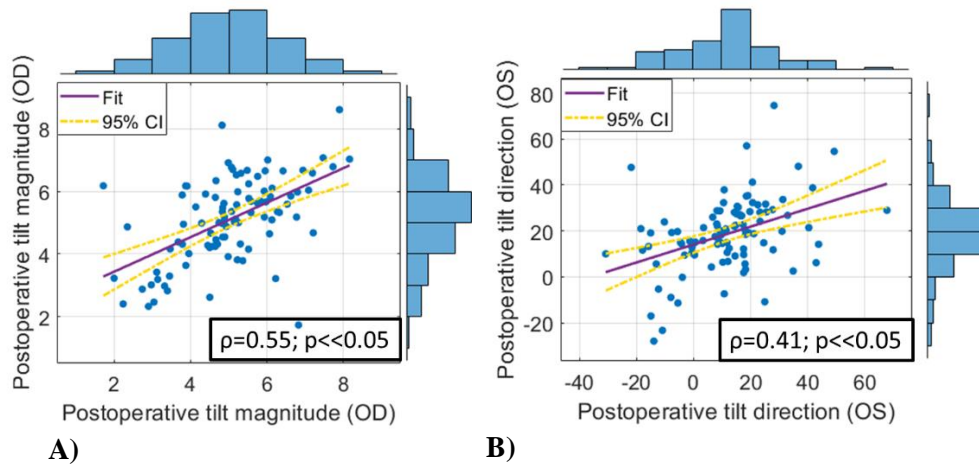 Postoperative tilt magnitude (OD)
8
6
4
2
Fit
95% CI
ρ=0.55; p<<0.05
2 4 6 8
Postoperative tilt magnitude (OD)
A)
Postoperative tilt direction (OS)
80
60
40
20
0
-20
Fit
95% CI
ρ=0.41; p<<0.05
-40 -20 0 20 40 60
Postoperative tilt direction (OS)
B)